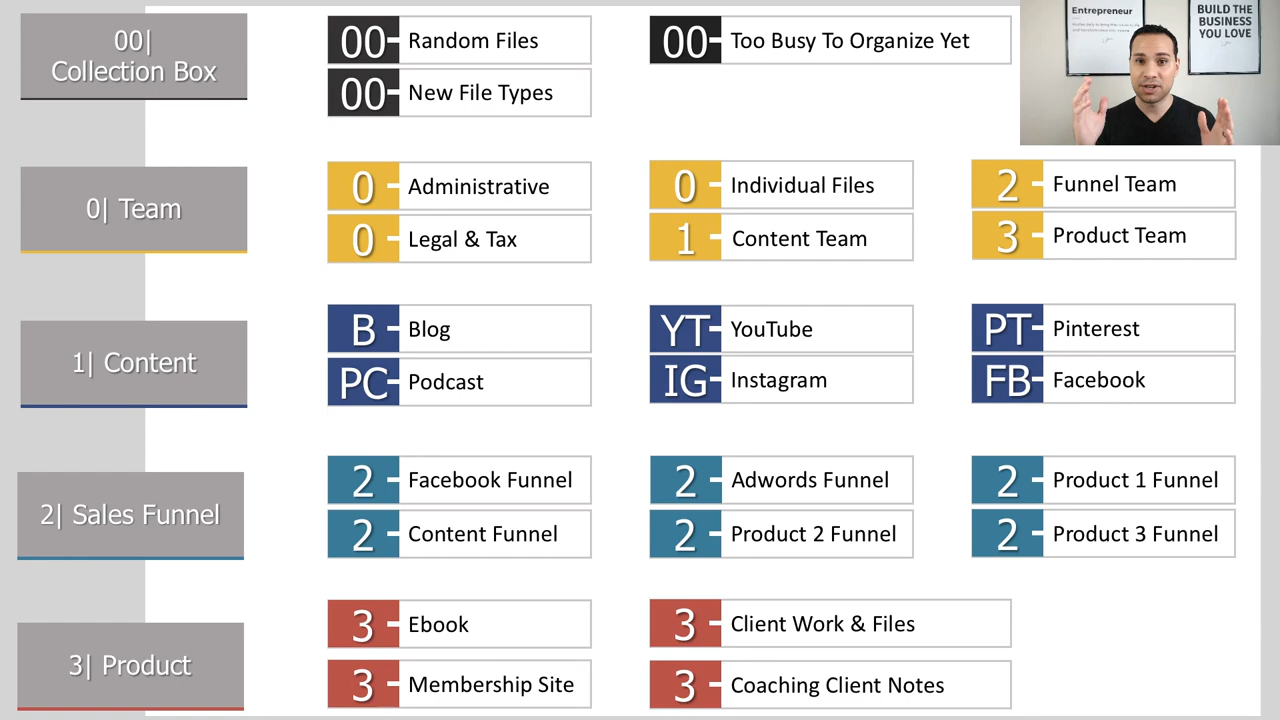 00|
Collection Box
00 Random Files
00 New File Types
00 Too Busy To Organize Yet
Entrepreneur
BUILD THE
BUSINESS
YOU LOVE
0| Team
0 Administrative
0 Legal & Tax
0 Individual Files
1 Content Team
2 Funnel Team
3 Product Team
1| Content
B Blog
PC Podcast
YT YouTube
IG Instagram
PT Pinterest
FB Facebook
2| Sales Funnel
2 Facebook Funnel
2 Content Funnel
2 Adwords Funnel
2 Product 2 Funnel
2 Product 1 Funnel
2 Product 3 Funnel
3| Product
3 Ebook
3 Membership Site
3 Client Work & Files
3 Coaching Client Notes